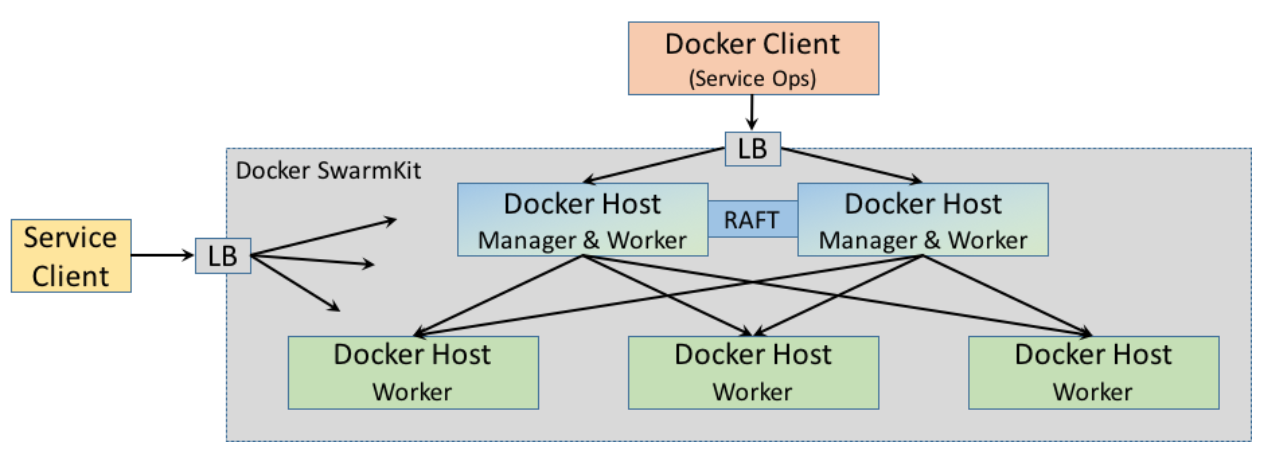 Docker Client
(Service Ops)
LB
Docker SwarmKit
Docker Host
Manager & Worker
RAFT
Docker Host
Manager & Worker
Service
Client
LB
Docker Host
Worker
Docker Host
Worker
Docker Host
Worker